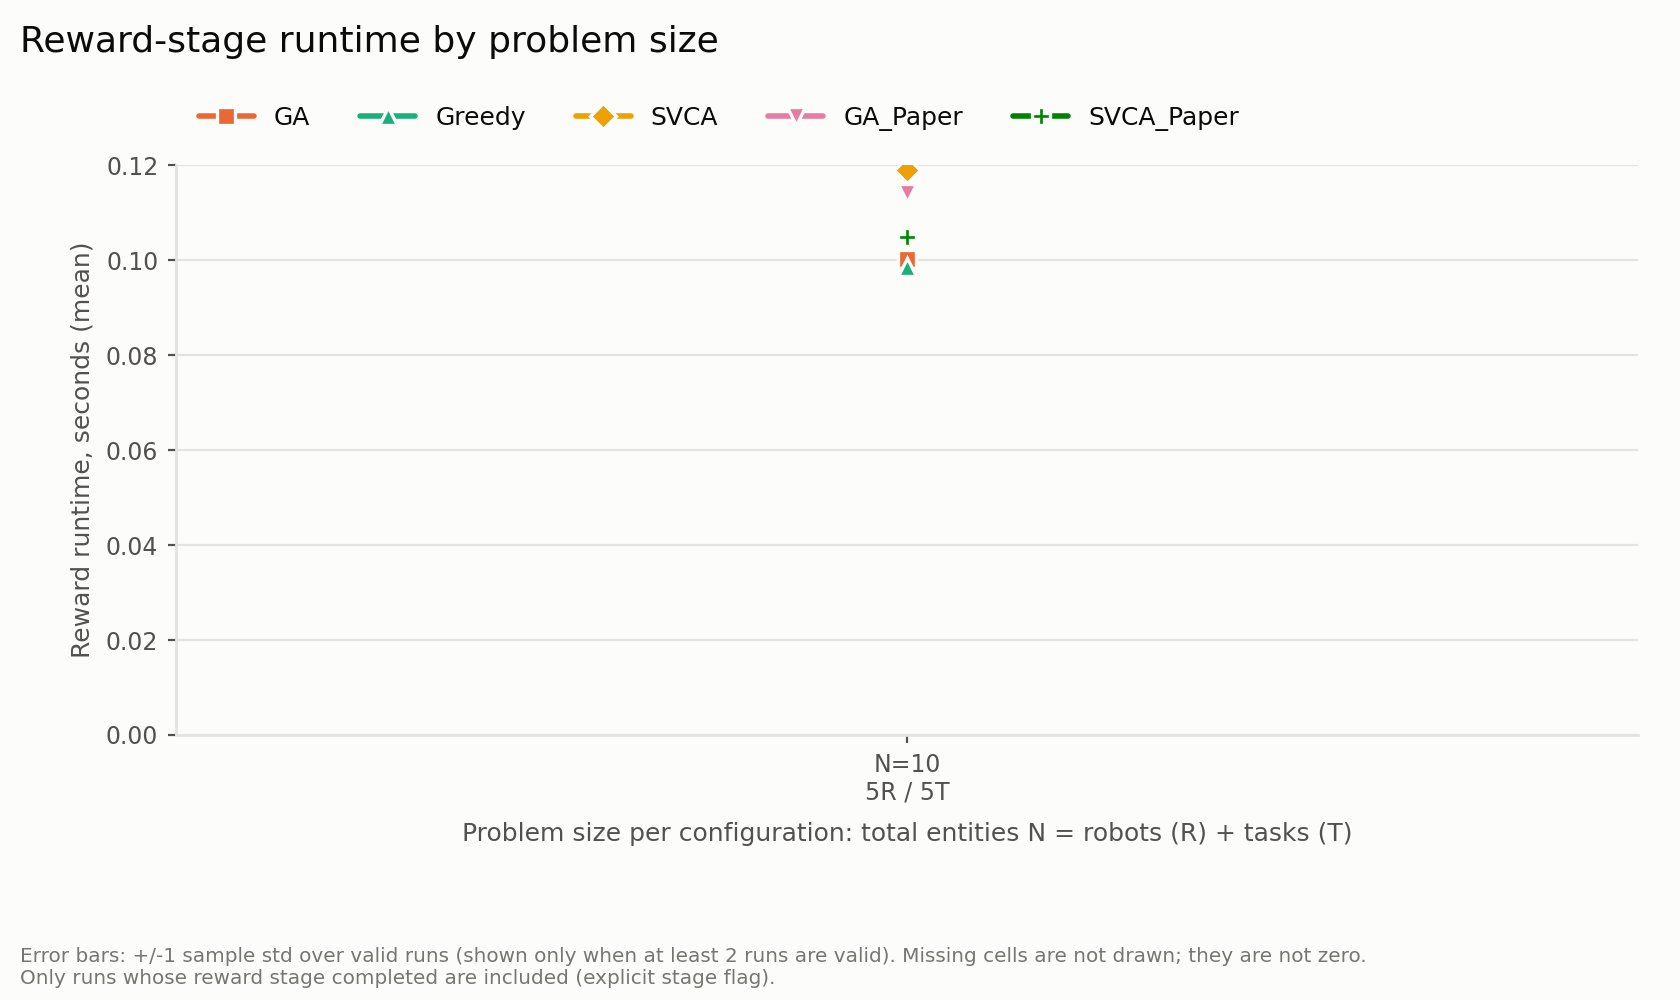 Reward-stage runtime by problem size
GA
Greedy
SVCA
GA_Paper
SVCA_Paper
0.12
0.10
0.08
0.06
0.04
0.02
0.00
Reward runtime, seconds (mean)
N=10
5R / 5T
Problem size per configuration: total entities N = robots (R) + tasks (T)
Error bars: +/-1 sample std over valid runs (shown only when at least 2 runs are valid). Missing cells are not drawn; they are not zero.
Only runs whose reward stage completed are included (explicit stage flag).